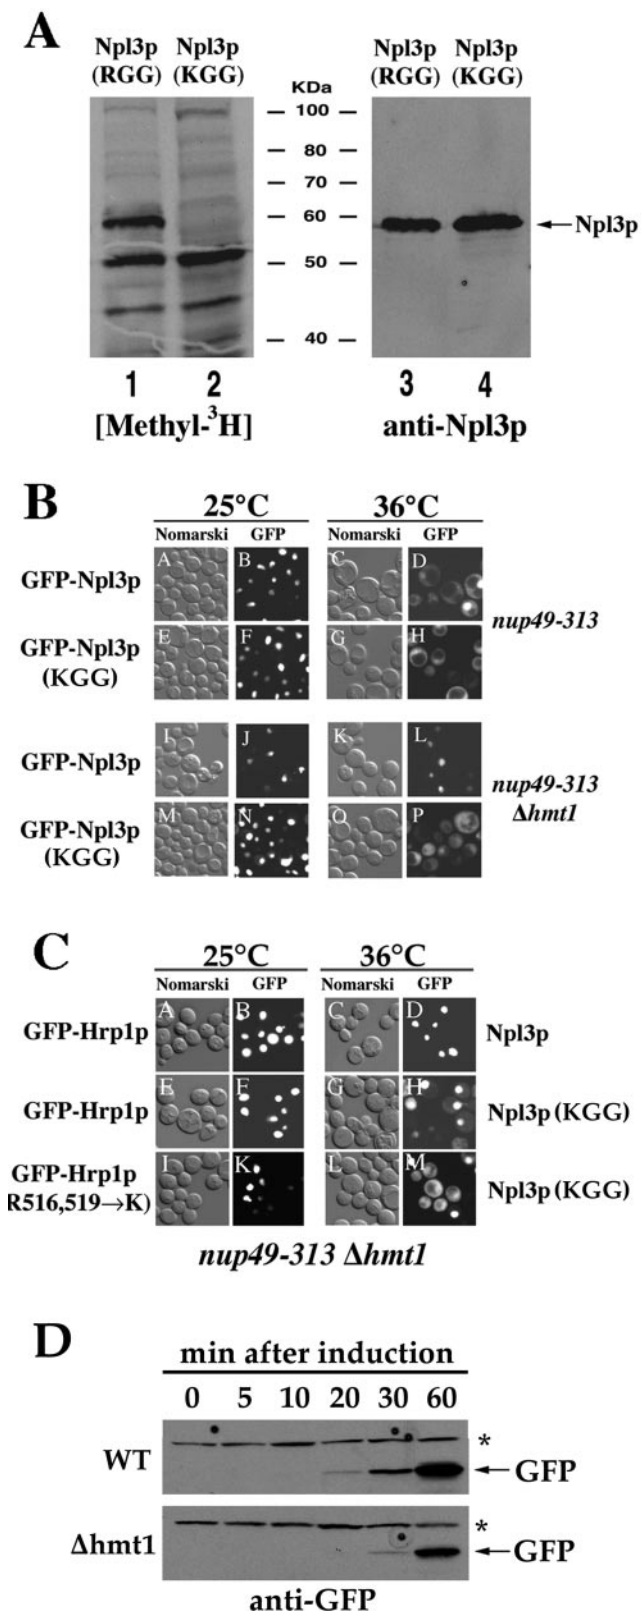 A
Npl3p Npl3p Npl3p Npl3p
(RGG) (KGG) (RGG) (KGG)
KDa
100
80
70
60
Npl3p
50
40
1 2 3 4
[Methyl-³H] anti-Npl3p
B
25°C 36°C
Nomarski GFP Nomarski GFP
GFP-Npl3p A B C D
nup49-313
GFP-Npl3p E F G H
(KGG)
GFP-Npl3p I J K L
nup49-313
Δhmt1
GFP-Npl3p M N O P
(KGG)
C
25°C 36°C
Nomarski GFP Nomarski GFP
GFP-Hrp1p A B C D Npl3p
GFP-Hrp1p E F G H Npl3p (KGG)
GFP-Hrp1p I K L M Npl3p (KGG)
R516,519→K)
nup49-313 Δhmt1
D
min after induction
0 5 10 20 30 60
*
WT GFP
*
Δhmt1 GFP
anti-GFP